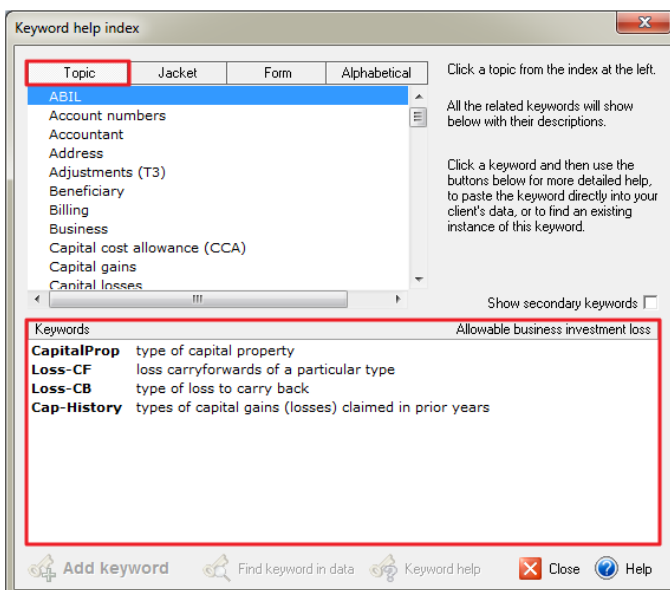 Keyword help index
Topic Jacket Form Alphabetical
ABIL
Account numbers
Accountant
Address
Adjustments (T3)
Beneficiary
Billing
Business
Capital cost allowance (CCA)
Capital gains
Capital losses
Click a topic from the index at the left.
All the related keywords will show
below with their descriptions.
Click a keyword and then use the
buttons below for more detailed help,
to paste the keyword directly into your
client's data, or to find an existing
instance of this keyword.
Show secondary keywords
Keywords Allowable business investment loss
CapitalProp type of capital property
Loss-CF loss carryforwards of a particular type
Loss-CB type of loss to carry back
Cap-History types of capital gains (losses) claimed in prior years
Add keyword Find keyword in data Keyword help Close Help